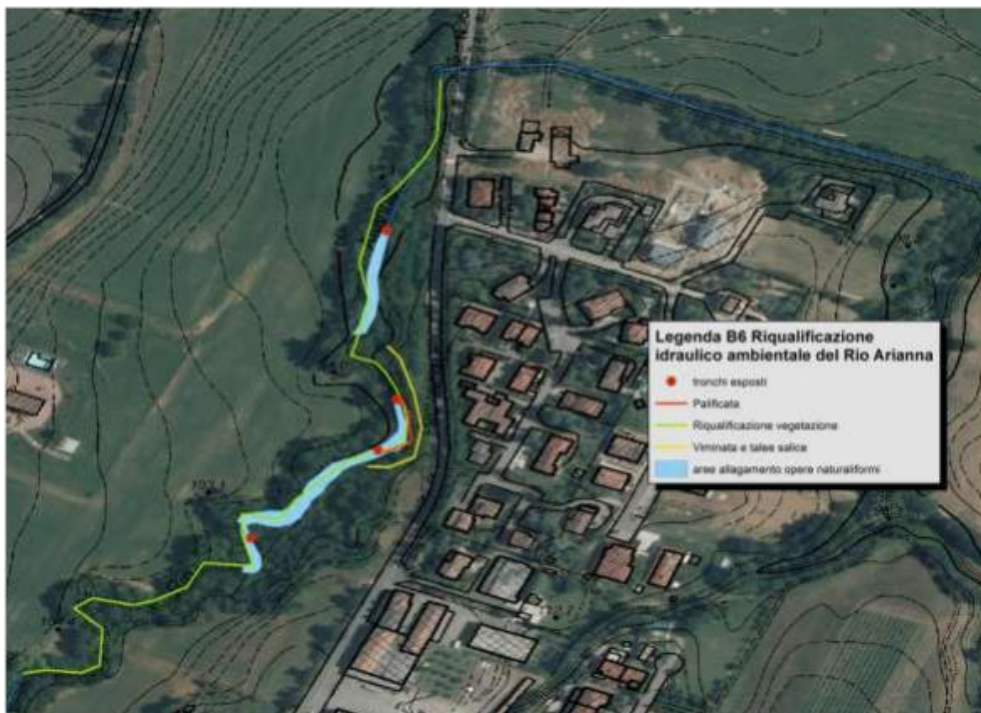 Legenda B6 Riqualificazione
idraulico ambientale del Rio Arianna
tronchi esposti
Palificata
Riqualificazione vegetazione
Viminata e talee salice
aree allagamento opere naturaliformi